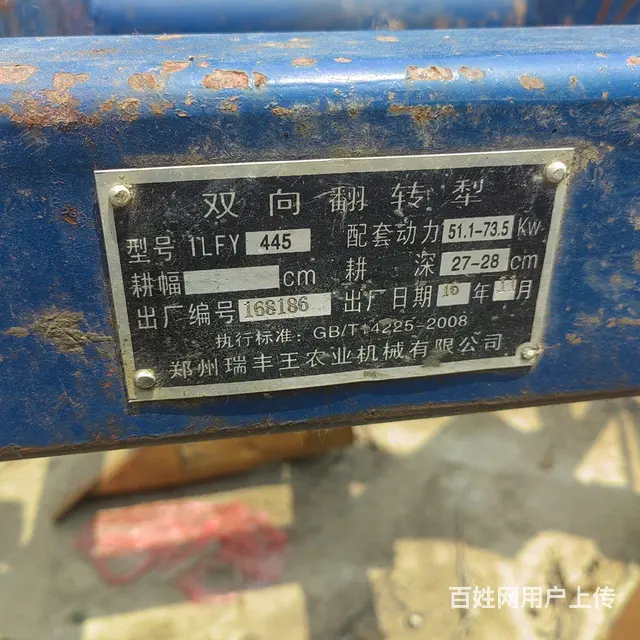 双向翻转犁
型号 1LFY 445 配套动力 51.1-73.5 Kw
耕幅 cm 耕深 27-28 cm
出厂编号 168186 出厂日期 16 年 11 月
执行标准: GB/T14225-2008
郑州瑞丰王农业机械有限公司
百姓网用户上传